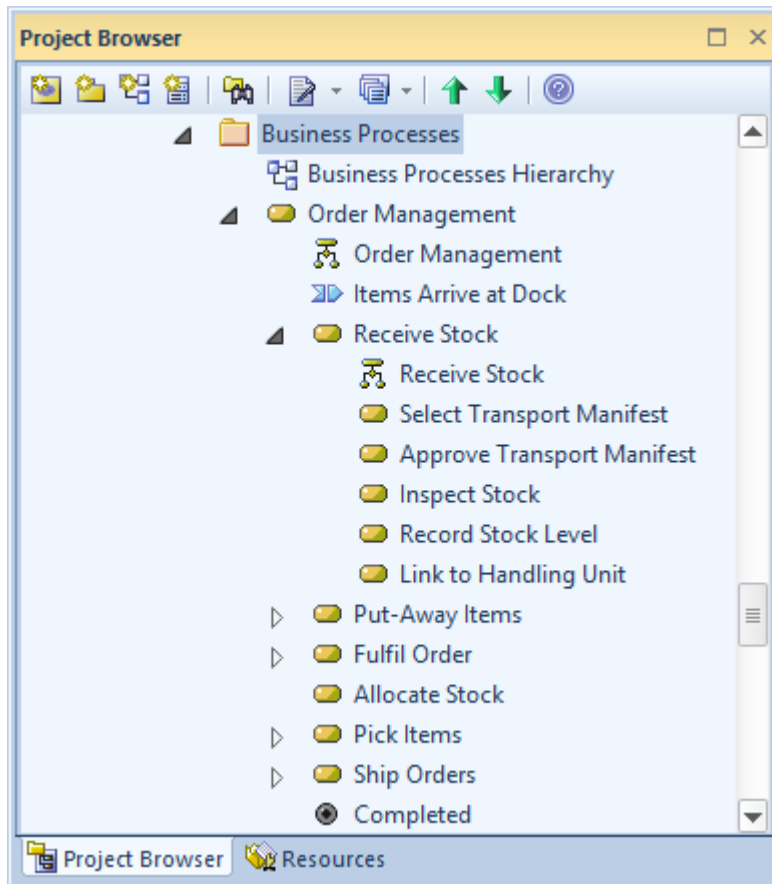 Project Browser
Business Processes
Business Processes Hierarchy
Order Management
Order Management
Items Arrive at Dock
Receive Stock
Receive Stock
Select Transport Manifest
Approve Transport Manifest
Inspect Stock
Record Stock Level
Link to Handling Unit
Put-Away Items
Fulfil Order
Allocate Stock
Pick Items
Ship Orders
Completed
Project Browser Resources